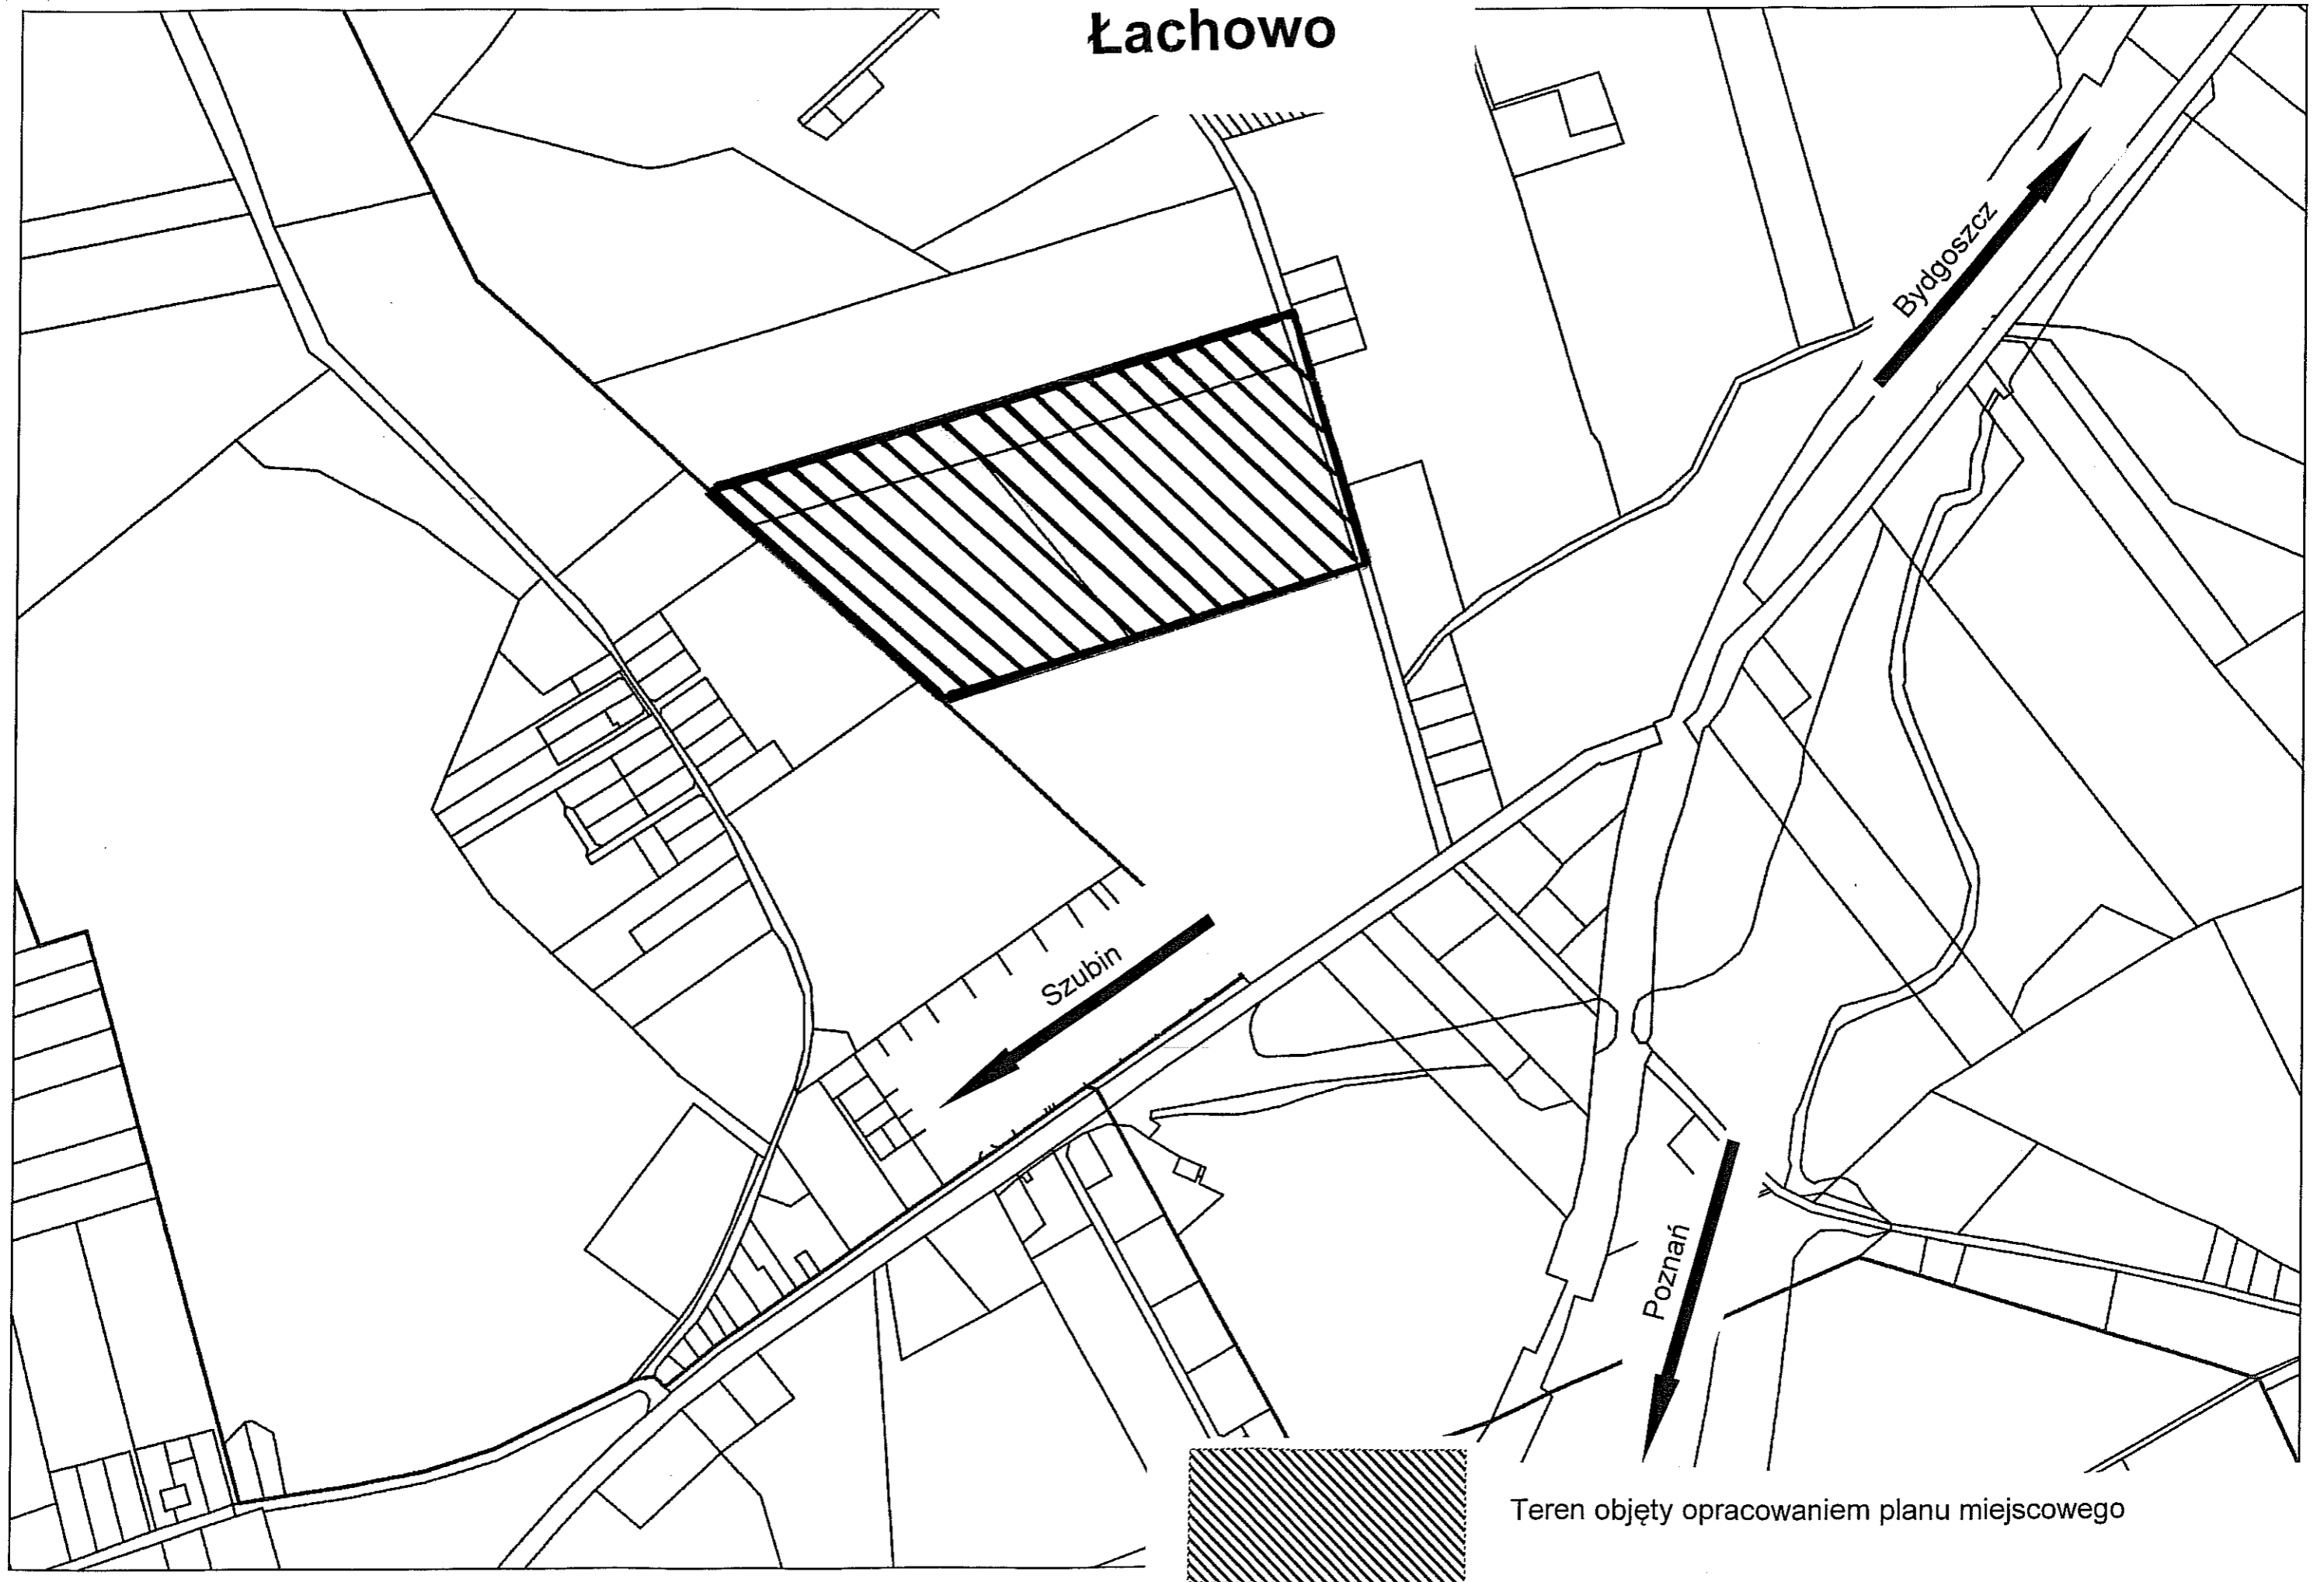 Łachowo
Bydgoszcz
Szubin
Poznań
Teren objęty opracowaniem planu miejscowego